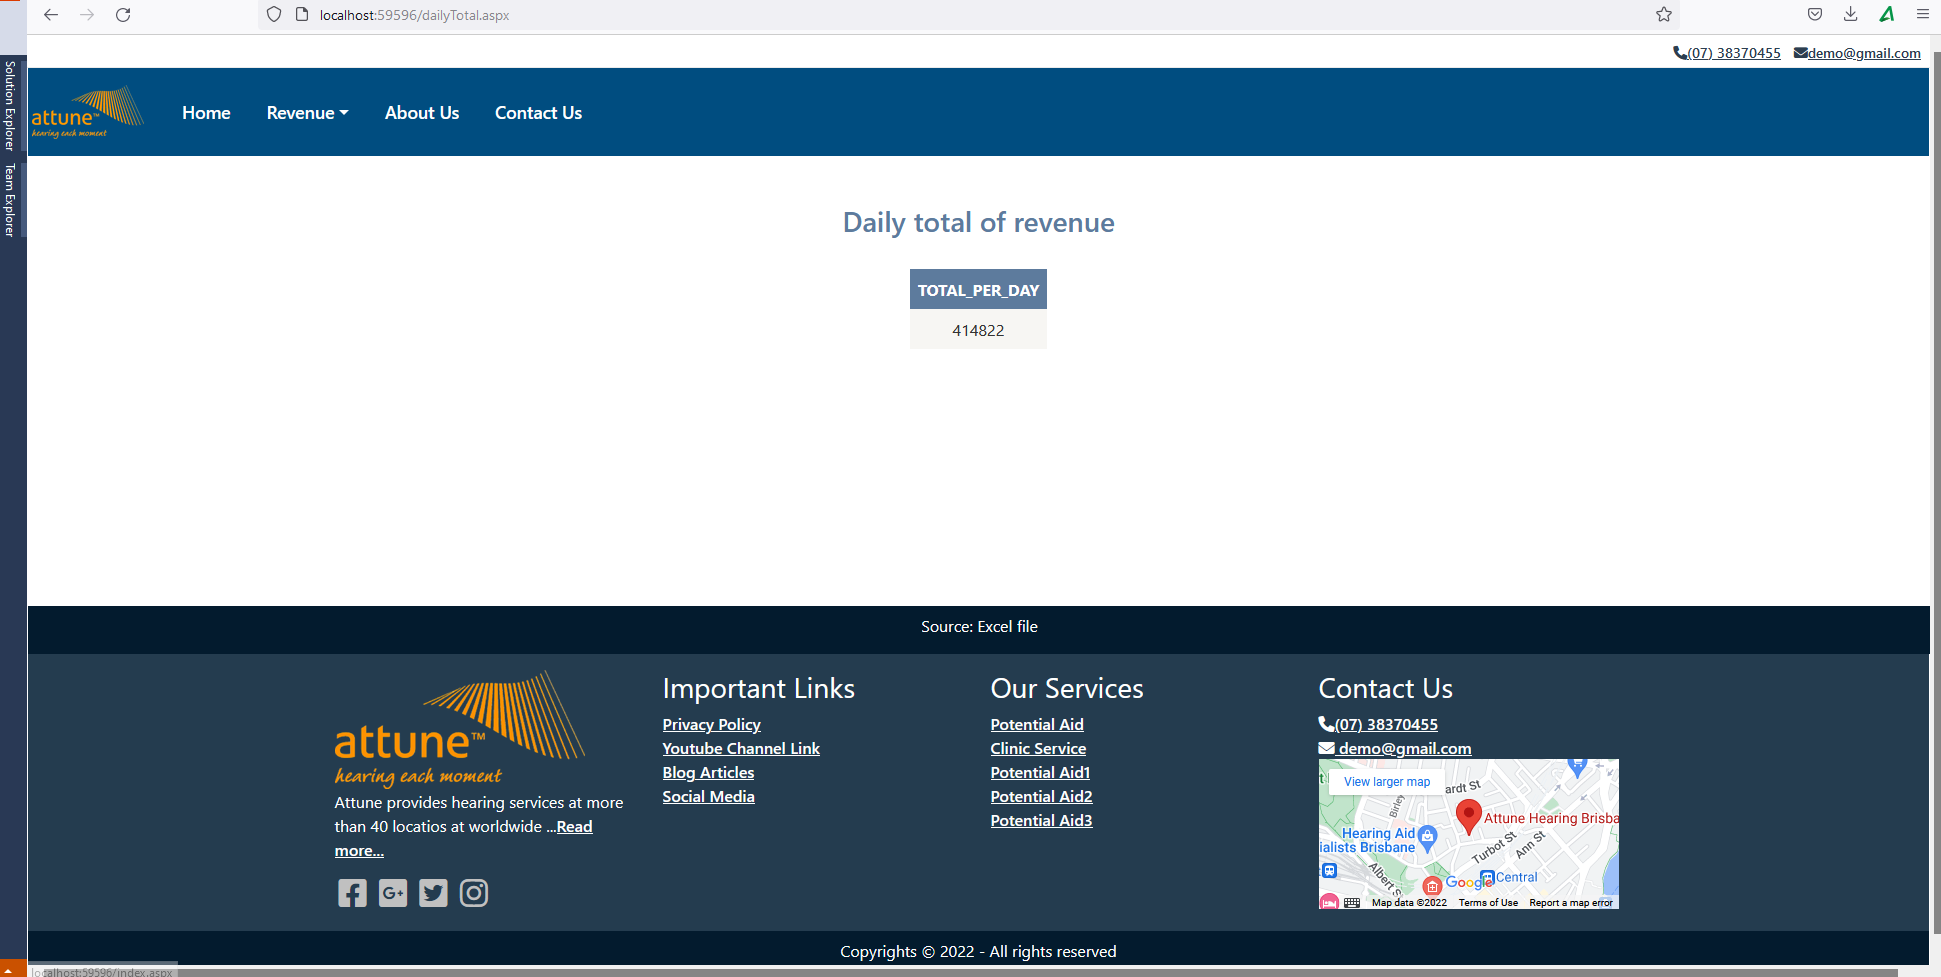 localhost:59596/dailyTotal.aspx
Solution Explorer
Team Explorer
(07) 38370455 demo@gmail.com
attune™
hearing each moment
Home Revenue About Us Contact Us
Daily total of revenue
TOTAL_PER_DAY
414822
Source: Excel file
attune™
hearing each moment
Attune provides hearing services at more
than 40 locatios at worldwide ...Read
more...
Important Links
Privacy Policy
Youtube Channel Link
Blog Articles
Social Media
Our Services
Potential Aid
Clinic Service
Potential Aid1
Potential Aid2
Potential Aid3
Contact Us
(07) 38370455
demo@gmail.com
View larger map
ardt St
Birley
Attune Hearing Brisba
Hearing Aid
ialists Brisbane
Turbot St
Ann St
Albert S
Central
Google
Map data ©2022 Terms of Use Report a map error
Copyrights © 2022 - All rights reserved
localhost:59596/index.aspx